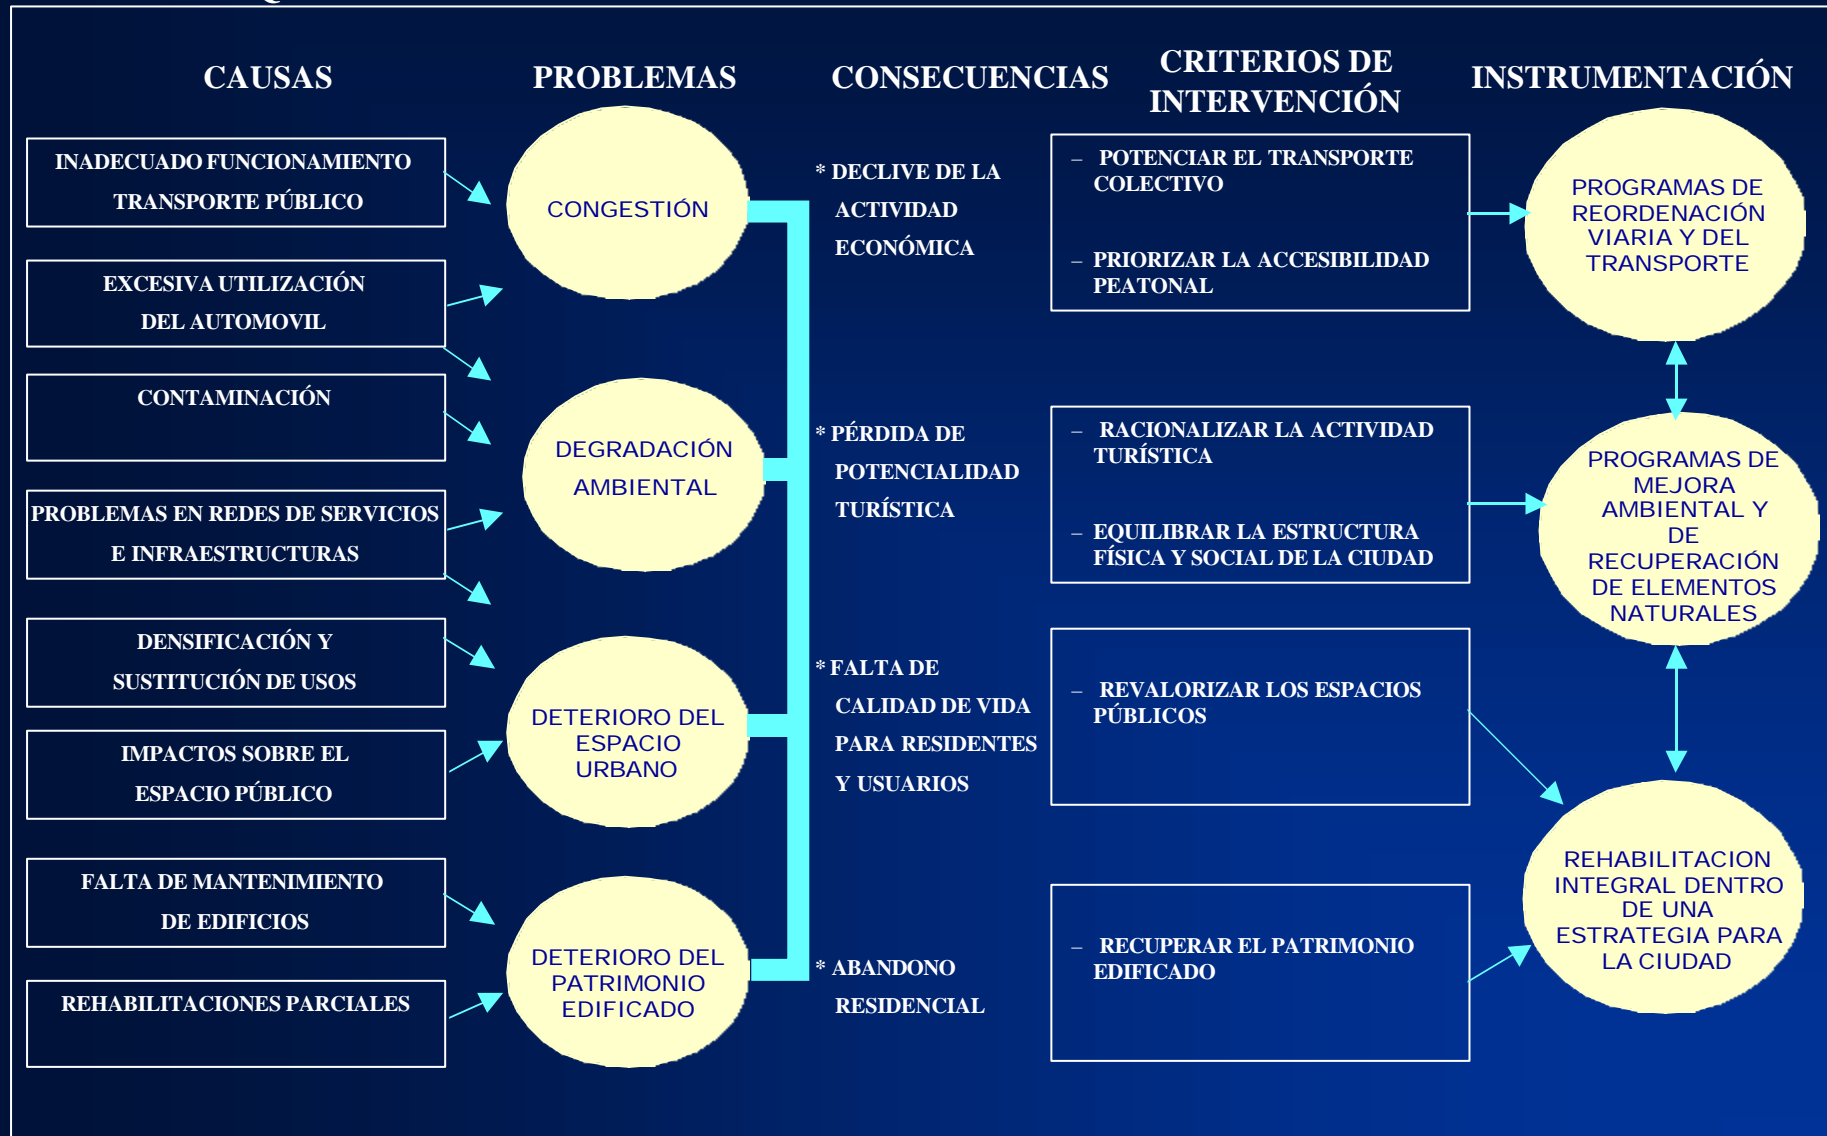 CAUSAS
INADECUADO FUNCIONAMIENTO
TRANSPORTE PÚBLICO
EXCESIVA UTILIZACIÓN
DEL AUTOMOVIL
CONTAMINACIÓN
PROBLEMAS EN REDES DE SERVICIOS
E INFRAESTRUCTURAS
DENSIFICACIÓN Y
SUSTITUCIÓN DE USOS
IMPACTOS SOBRE EL
ESPACIO PÚBLICO
FALTA DE MANTENIMIENTO
DE EDIFICIOS
REHABILITACIONES PARCIALES
PROBLEMAS
CONGESTIÓN
DEGRADACIÓN
AMBIENTAL
DETERIORO DEL
ESPACIO
URBANO
DETERIORO DEL
PATRIMONIO
EDIFICADO
CONSECUENCIAS
* DECLIVE DE LA
ACTIVIDAD
ECONÓMICA
* PÉRDIDA DE
POTENCIALIDAD
TURÍSTICA
* FALTA DE
CALIDAD DE VIDA
PARA RESIDENTES
Y USUARIOS
* ABANDONO
RESIDENCIAL
CRITERIOS DE
INTERVENCIÓN
– POTENCIAR EL TRANSPORTE
COLECTIVO
– PRIORIZAR LA ACCESIBILIDAD
PEATONAL
– RACIONALIZAR LA ACTIVIDAD
TURÍSTICA
– EQUILIBRAR LA ESTRUCTURA
FÍSICA Y SOCIAL DE LA CIUDAD
– REVALORIZAR LOS ESPACIOS
PÚBLICOS
– RECUPERAR EL PATRIMONIO
EDIFICADO
INSTRUMENTACIÓN
PROGRAMAS DE
REORDENACIÓN
VIARIA Y DEL
TRANSPORTE
PROGRAMAS DE
MEJORA
AMBIENTAL Y
DE
RECUPERACIÓN
DE ELEMENTOS
NATURALES
REHABILITACION
INTEGRAL DENTRO
DE UNA
ESTRATEGIA PARA
LA CIUDAD